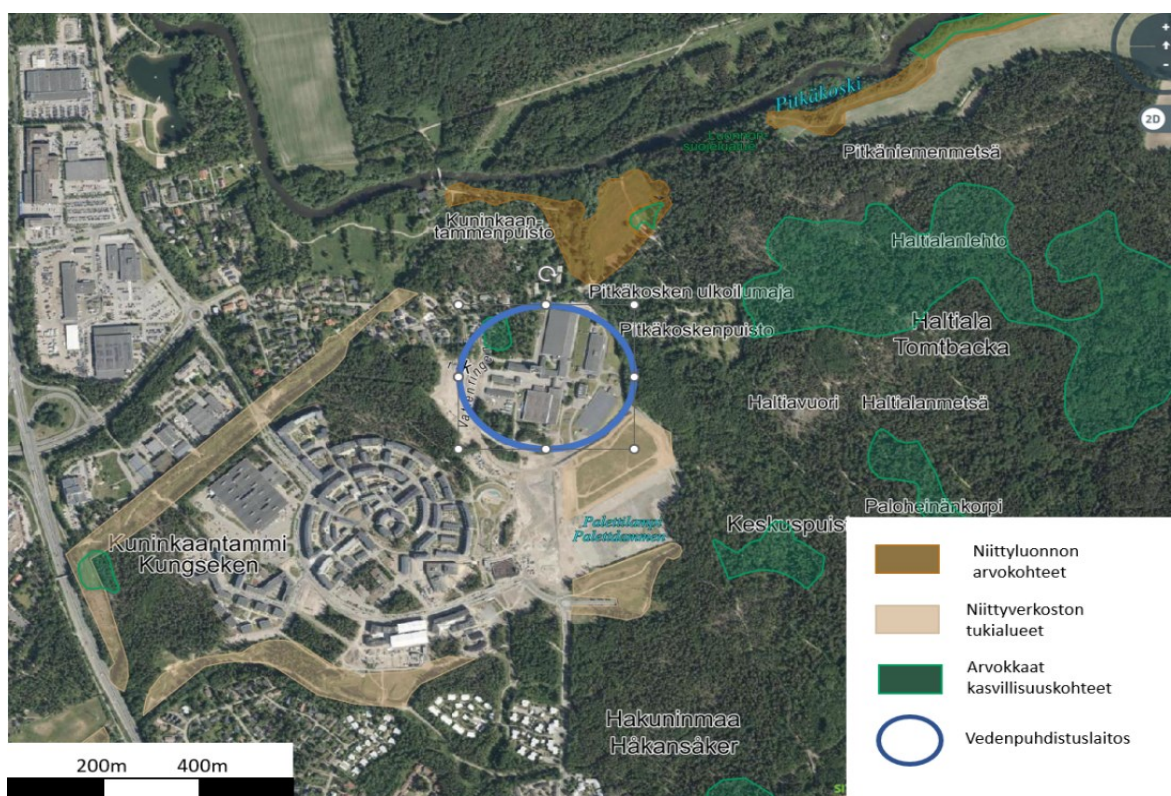 Pitkäkoski
2D
Pitkäniemenmetsä
Kuninkaan-
tammenpuisto
Haltialanlehto
Pitkäkosken ulkoilumaja
Pitkäkoskenpuisto
Haltiala
Tomtbacka
Haltiavuori
Haltialanmetsä
Paloheinänkorpi
Palettilampi
Palettdammen
Keskuspuis
Kuninkaantammi
Kungseken
Hakuninmaa
Håkansåker
Niittyluonnon
arvokohteet
Niittyverkoston
tukialueet
Arvokkaat
kasvillisuuskohteet
Vedenpuhdistuslaitos
200m
400m